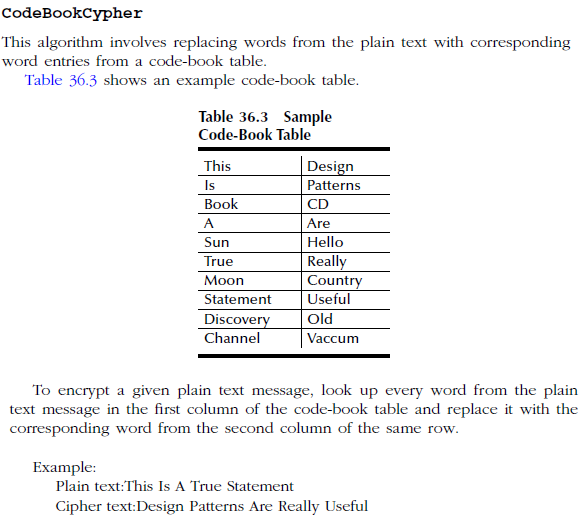 CodeBookCypher
This algorithm involves replacing words from the plain text with corresponding
word entries from a code-book table.
Table 36.3 shows an example code-book table.
Table 36.3 Sample
Code-Book Table
This Design
Is Patterns
Book CD
A Are
Sun Hello
True Really
Moon Country
Statement Useful
Discovery Old
Channel Vaccum
To encrypt a given plain text message, look up every word from the plain
text message in the first column of the code-book table and replace it with the
corresponding word from the second column of the same row.
Example:
Plain text:This Is A True Statement
Cipher text:Design Patterns Are Really Useful